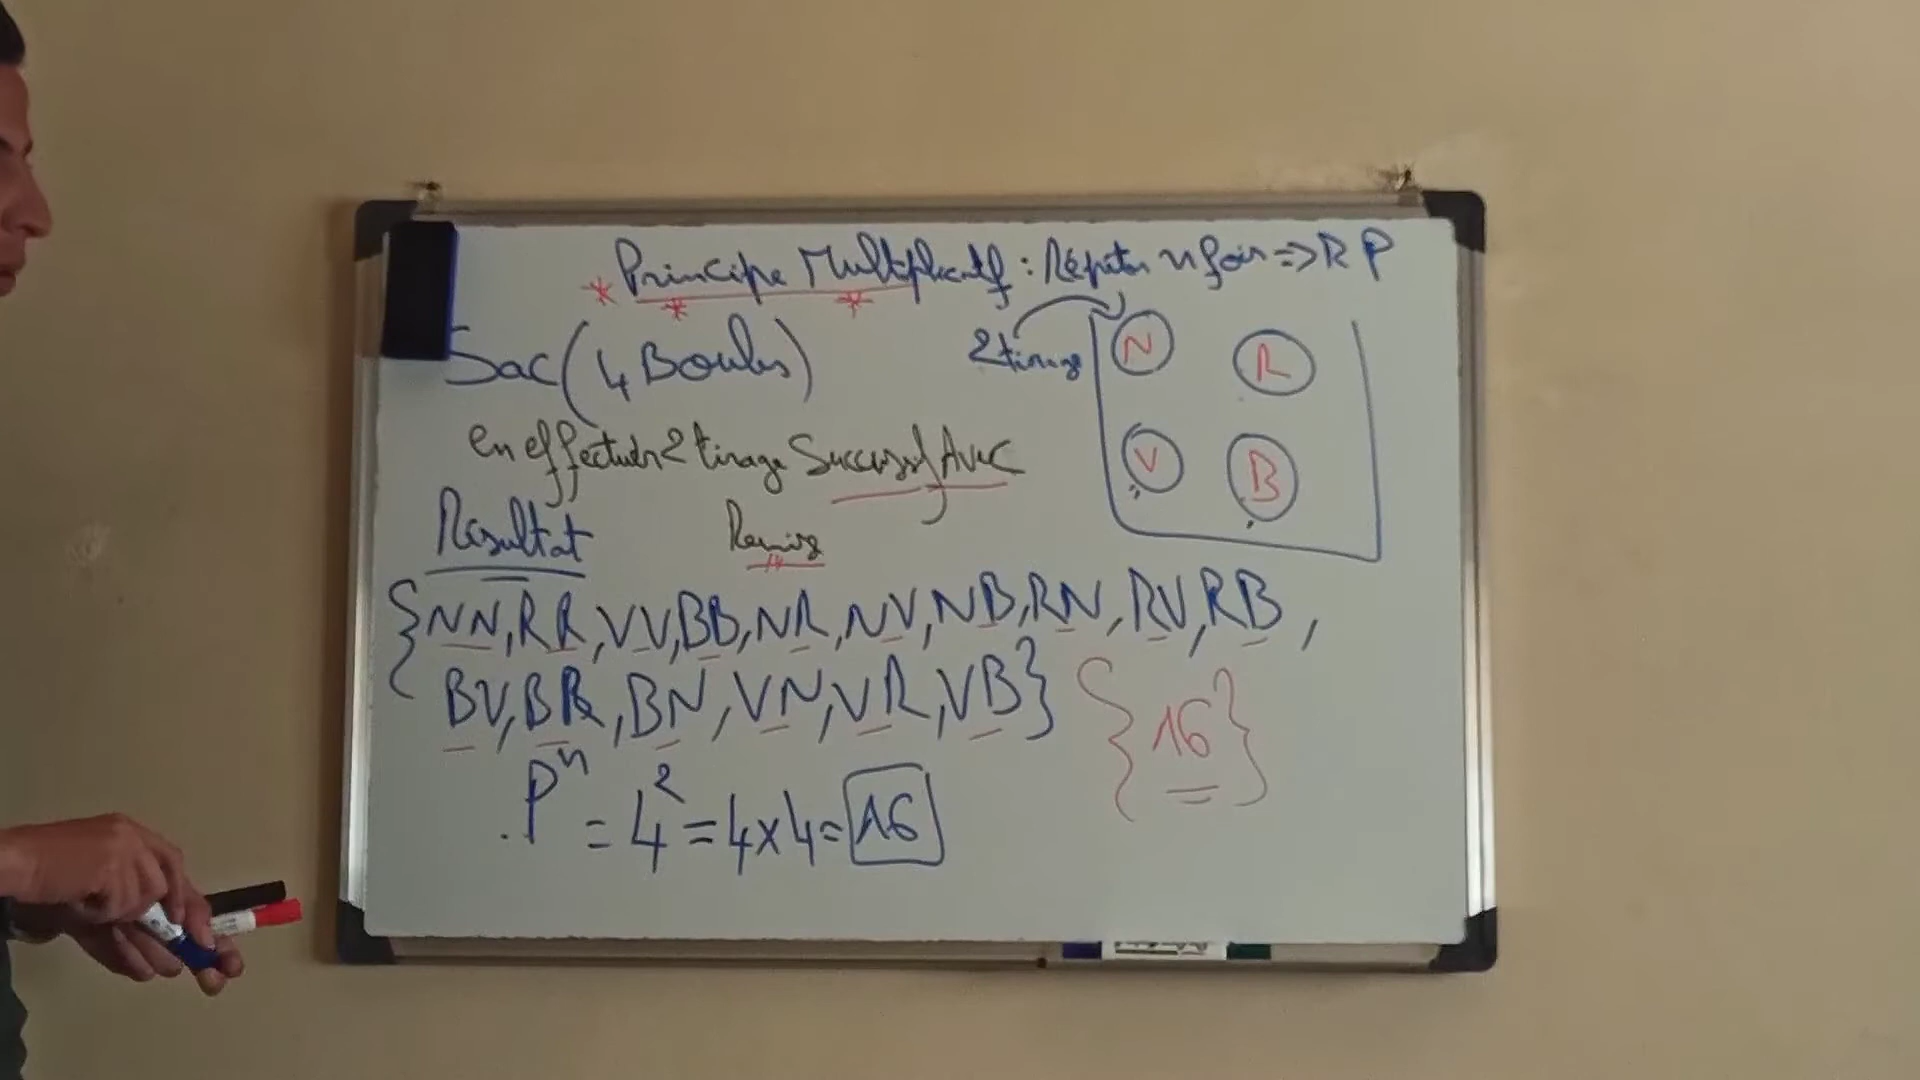 Principe Multiplicatif : Répéter n fois => R P
Sac (4 Boules)
2 tirage
N R
V B
en effectuer 2 tirage Successif Avec
Remise
Résultat
{NN, RR, VV, BB, NR, NV, NB, RN, RV, RB,
BV, BR, BN, VN, VR, VB} {16}
P^n = 4^2 = 4x4 = 16